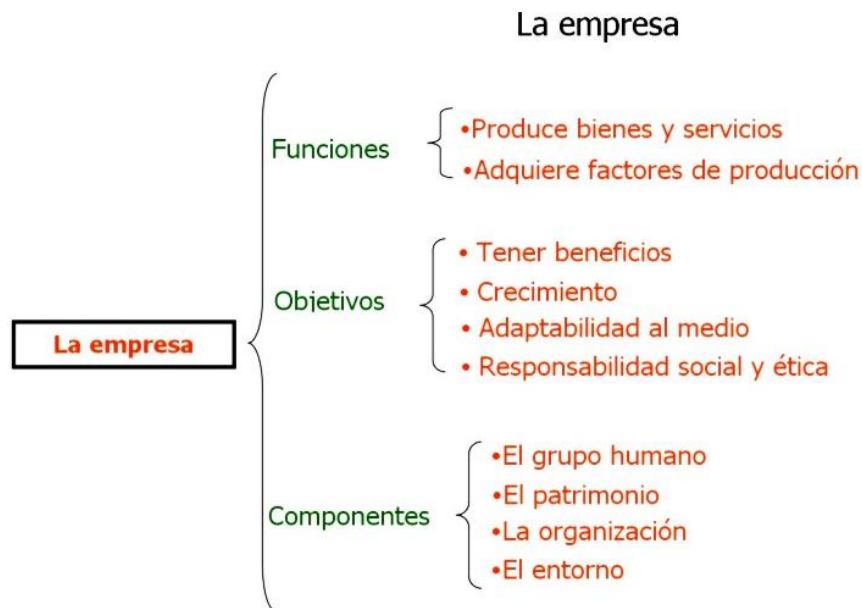 La empresa
La empresa
Funciones
•Produce bienes y servicios
•Adquiere factores de producción
Objetivos
• Tener beneficios
• Crecimiento
• Adaptabilidad al medio
• Responsabilidad social y ética
Componentes
•El grupo humano
•El patrimonio
•La organización
•El entorno